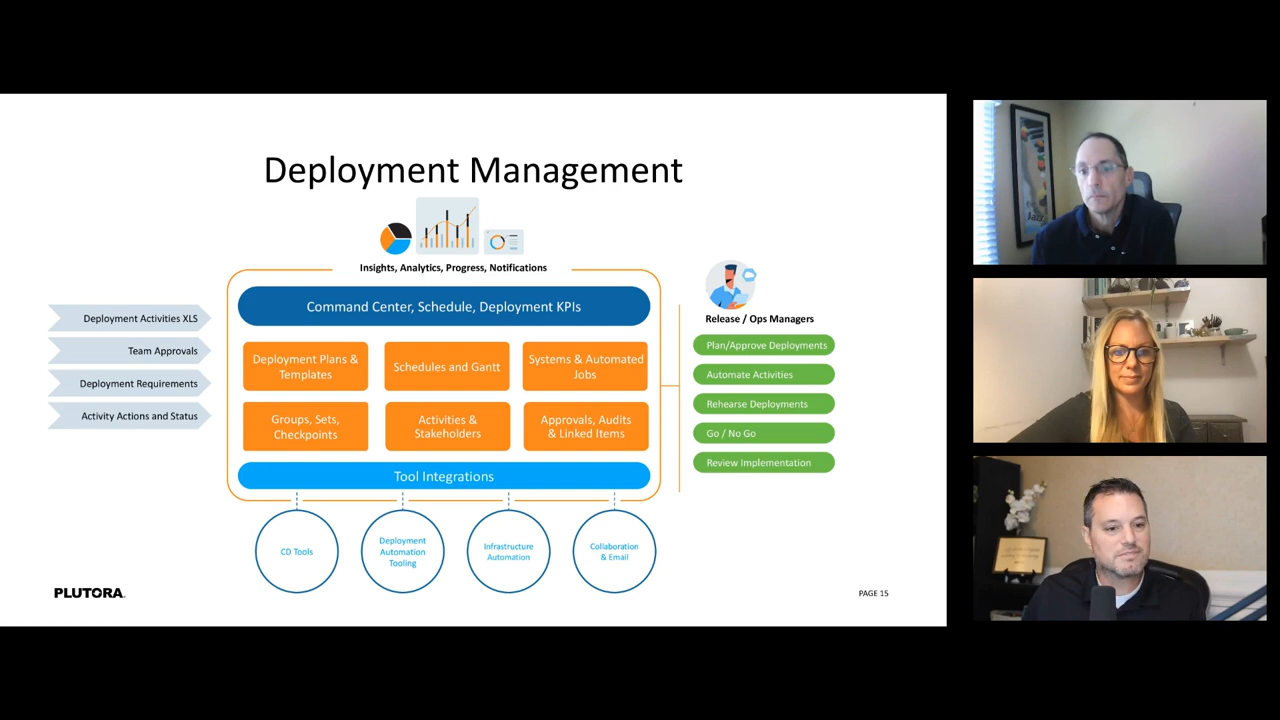 Deployment Management
Insights, Analytics, Progress, Notifications
Command Center, Schedule, Deployment KPIs
Deployment Activities XLS
Team Approvals
Deployment Requirements
Activity Actions and Status
Deployment Plans &
Templates
Schedules and Gantt
Systems & Automated
Jobs
Groups, Sets,
Checkpoints
Activities &
Stakeholders
Approvals, Audits
& Linked Items
Tool Integrations
CD Tools
Deployment
Automation
Tooling
Infrastructure
Automation
Collaboration
& Email
Release / Ops Managers
Plan/Approve Deployments
Automate Activities
Rehearse Deployments
Go / No Go
Review Implementation
PLUTORA
PAGE 15